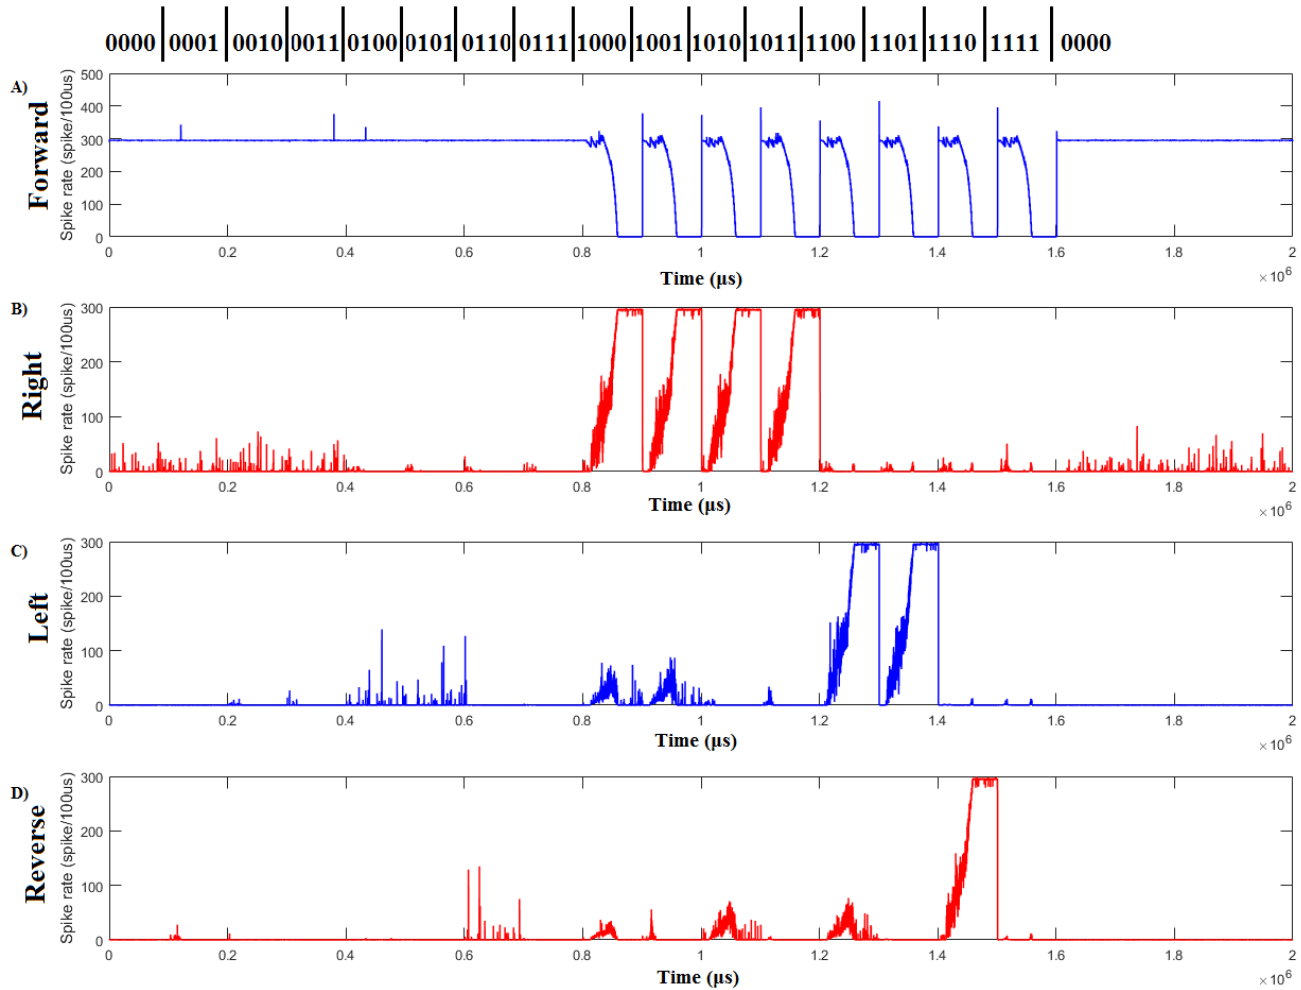 0000 | 0001 | 0010 | 0011 | 0100 | 0101 | 0110 | 0111 | 1000 | 1001 | 1010 | 1011 | 1100 | 1101 | 1110 | 1111 | 0000
A)
Forward
Spike rate (spike/100us)
500
400
300
200
100
0
0 0.2 0.4 0.6 0.8 1 1.2 1.4 1.6 1.8 2
Time (µs)
× 10⁶
B)
Right
Spike rate (spike/100us)
300
200
100
0
0 0.2 0.4 0.6 0.8 1 1.2 1.4 1.6 1.8 2
Time (µs)
× 10⁶
C)
Left
Spike rate (spike/100us)
300
200
100
0
0 0.2 0.4 0.6 0.8 1 1.2 1.4 1.6 1.8 2
Time (µs)
× 10⁶
D)
Reverse
Spike rate (spike/100us)
300
200
100
0
0 0.2 0.4 0.6 0.8 1 1.2 1.4 1.6 1.8 2
Time (µs)
× 10⁶